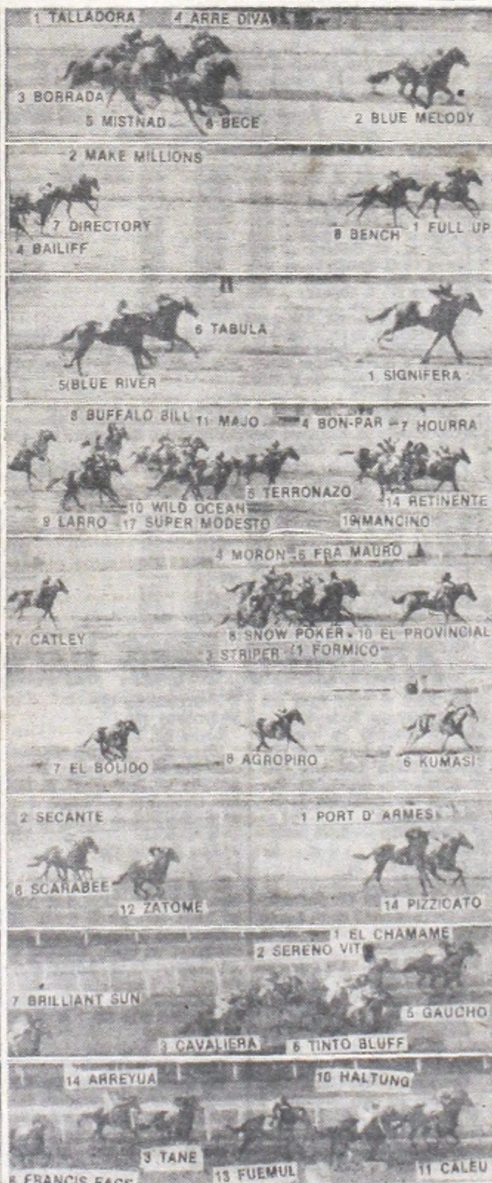 1 TALLADORA 4 ARRE DIVA
3 BORRADA
5 MISTNAD 6 BECE 2 BLUE MELODY
2 MAKE MILLIONS
7 DIRECTORY 8 BENCH 1 FULL UP
4 BAILIFF
6 TABULA
5 BLUE RIVER 1 SIGNIFERA
8 BUFFALO BILL 11 MAJO 4 BON-PAR 7 HOURRA
5 TERRONAZO 14 RETINENTE
10 WILD OCEAN
9 LARRO 17 SUPER MODESTO 19 MANCINO
4 MORON 6 FRA MAURO
7 CATLEY 8 SNOW POKER 10 EL PROVINCIAL
3 STRIPER 1 FORMICO
7 EL BOLIDO 8 AGROPIRO 6 KUMASI
2 SECANTE 1 PORT D' ARMES
8 SCARABEE
12 ZATOME 14 PIZZICATO
1 EL CHAMAME
2 SERENO VIT
7 BRILLIANT SUN 5 GAUCHO
3 CAVALIERA 6 TINTO BLUFF
14 ARREYUA 10 HALTUNG
3 TANE
6 FRANCIS 13 FUEMUL 11 CALEU